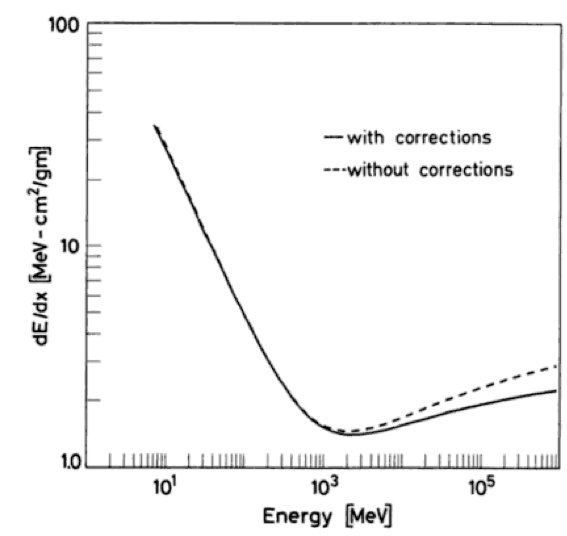 100
with corrections
without corrections
dE/dx [MeV-cm²/gm]
10
1.0
10¹
10³
10⁵
Energy [MeV]